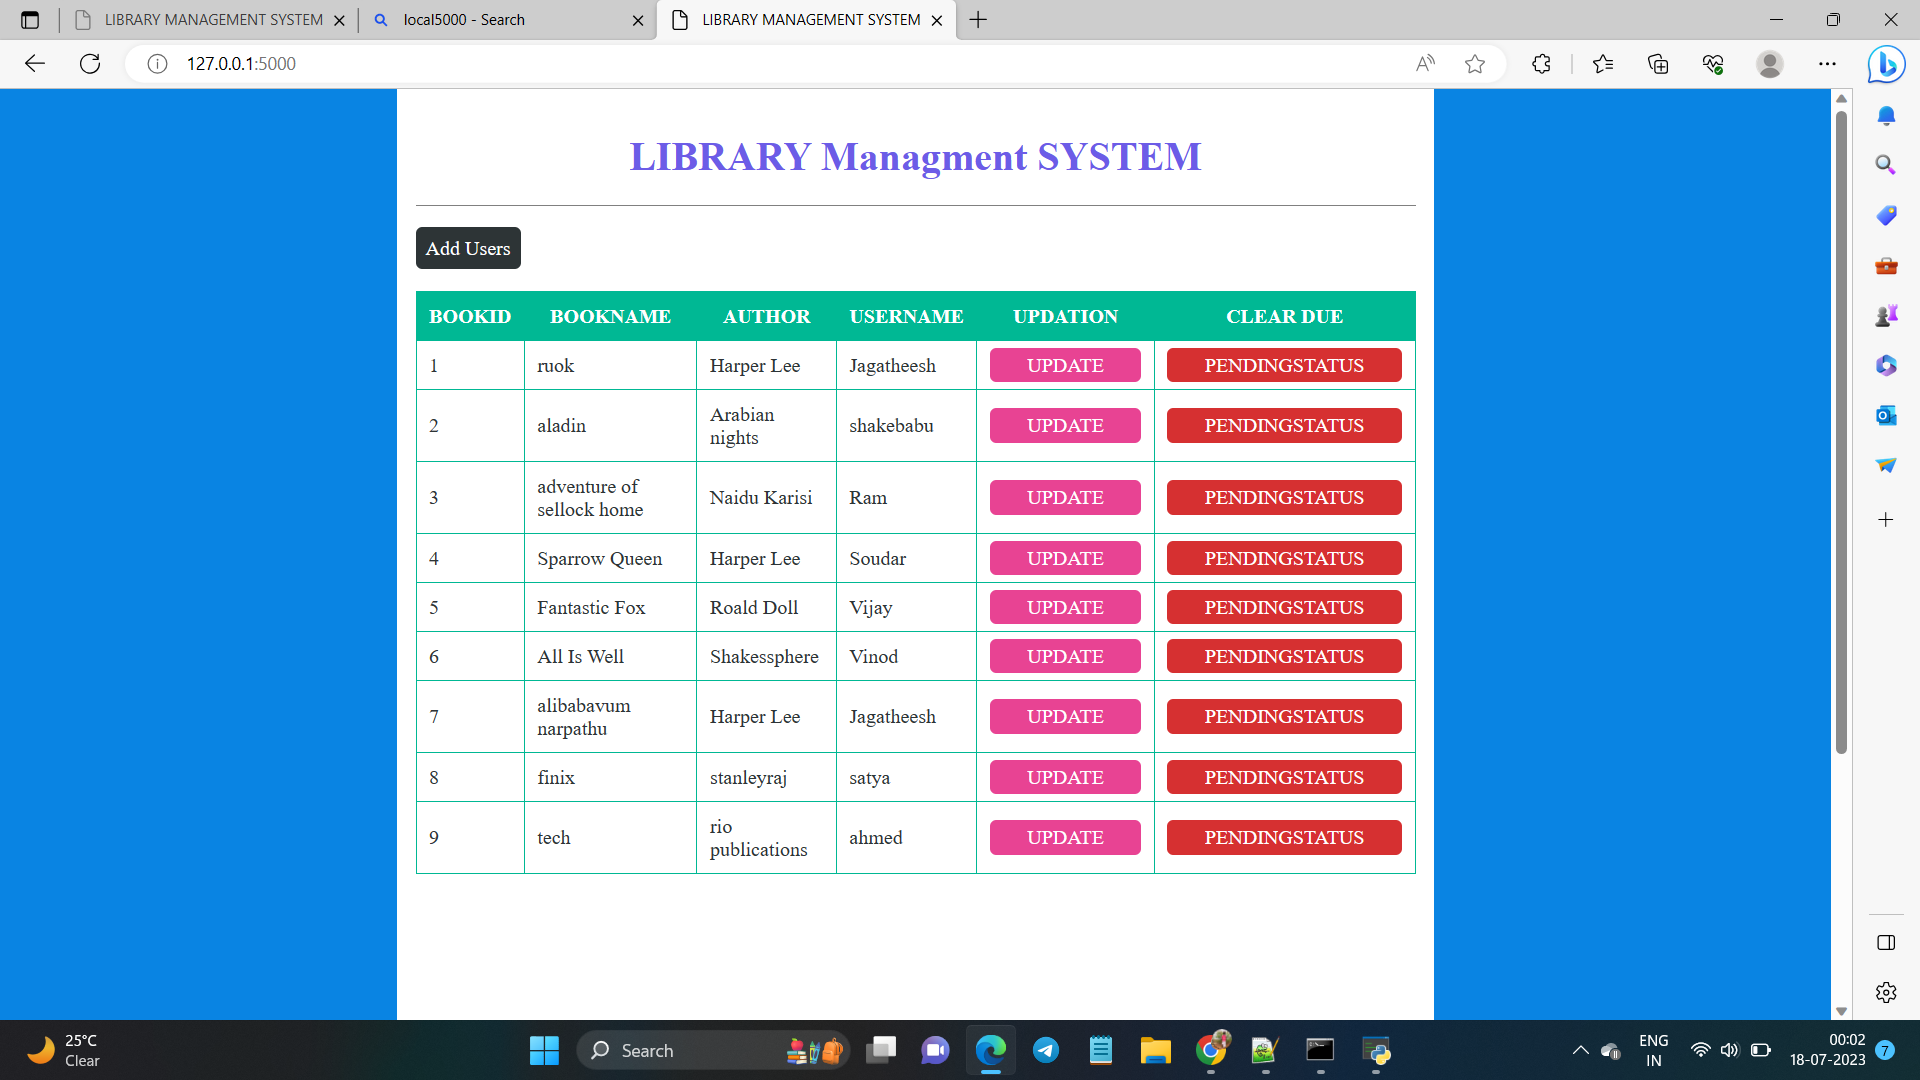 LIBRARY MANAGEMENT SYSTEM
local5000 - Search
LIBRARY MANAGEMENT SYSTEM
127.0.0.1:5000
LIBRARY Managment SYSTEM
Add Users
BOOKID BOOKNAME AUTHOR USERNAME UPDATION CLEAR DUE
1 ruok Harper Lee Jagatheesh UPDATE PENDINGSTATUS
2 aladin Arabian
nights shakebabu UPDATE PENDINGSTATUS
3 adventure of
sellock home Naidu Karisi Ram UPDATE PENDINGSTATUS
4 Sparrow Queen Harper Lee Soudar UPDATE PENDINGSTATUS
5 Fantastic Fox Roald Doll Vijay UPDATE PENDINGSTATUS
6 All Is Well Shakessphere Vinod UPDATE PENDINGSTATUS
7 alibabavum
narpathu Harper Lee Jagatheesh UPDATE PENDINGSTATUS
8 finix stanleyraj satya UPDATE PENDINGSTATUS
9 tech rio
publications ahmed UPDATE PENDINGSTATUS
25°C
Clear
Search
ENG
IN
00:02
18-07-2023
7